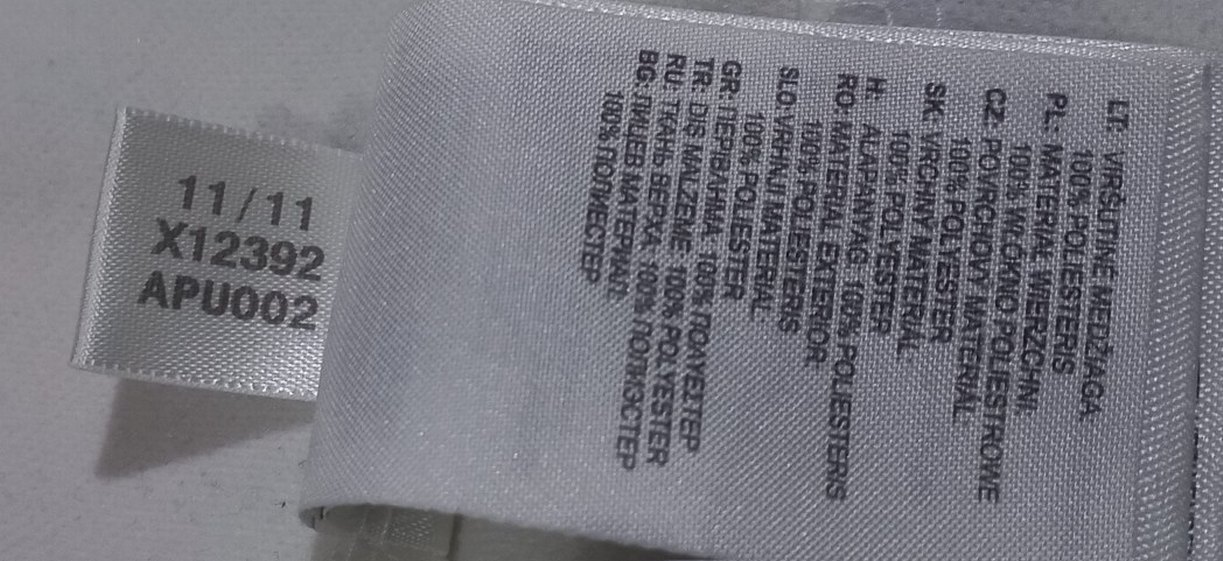 11/11
X12392
APU002
LT: VIRŠUTINĖ MEDŽIAGA
100% POLIESTERIS
PL: MATERIAŁ WIERZCHNI:
100% WŁÓKNO POLIESTROWE
CZ: POVRCHOVÝ MATERIÁL
100% POLYESTER
SK: VRCHNÝ MATERIÁL
100% POLYESTER
H: ALAPANYAG: 100% POLIÉSTERIS
RO: MATERIAL EXTERIOR
100% POLIESTERIS
SLO: VRHNJI MATERIAL
100% POLIESTER
GR: ΠΕΡΙΒΛΗΜΑ: 100% ΠΟΛΥΕΣΤΕΡ
TR: DIŞ MALZEME: 100% POLYESTER
RU: ТКАНЬ ВЕРХА: 100% ПОЛИЭСТЕР
BG: ЛИЦЕВ МАТЕРИАЛ:
100% ПОЛИЕСТЕР